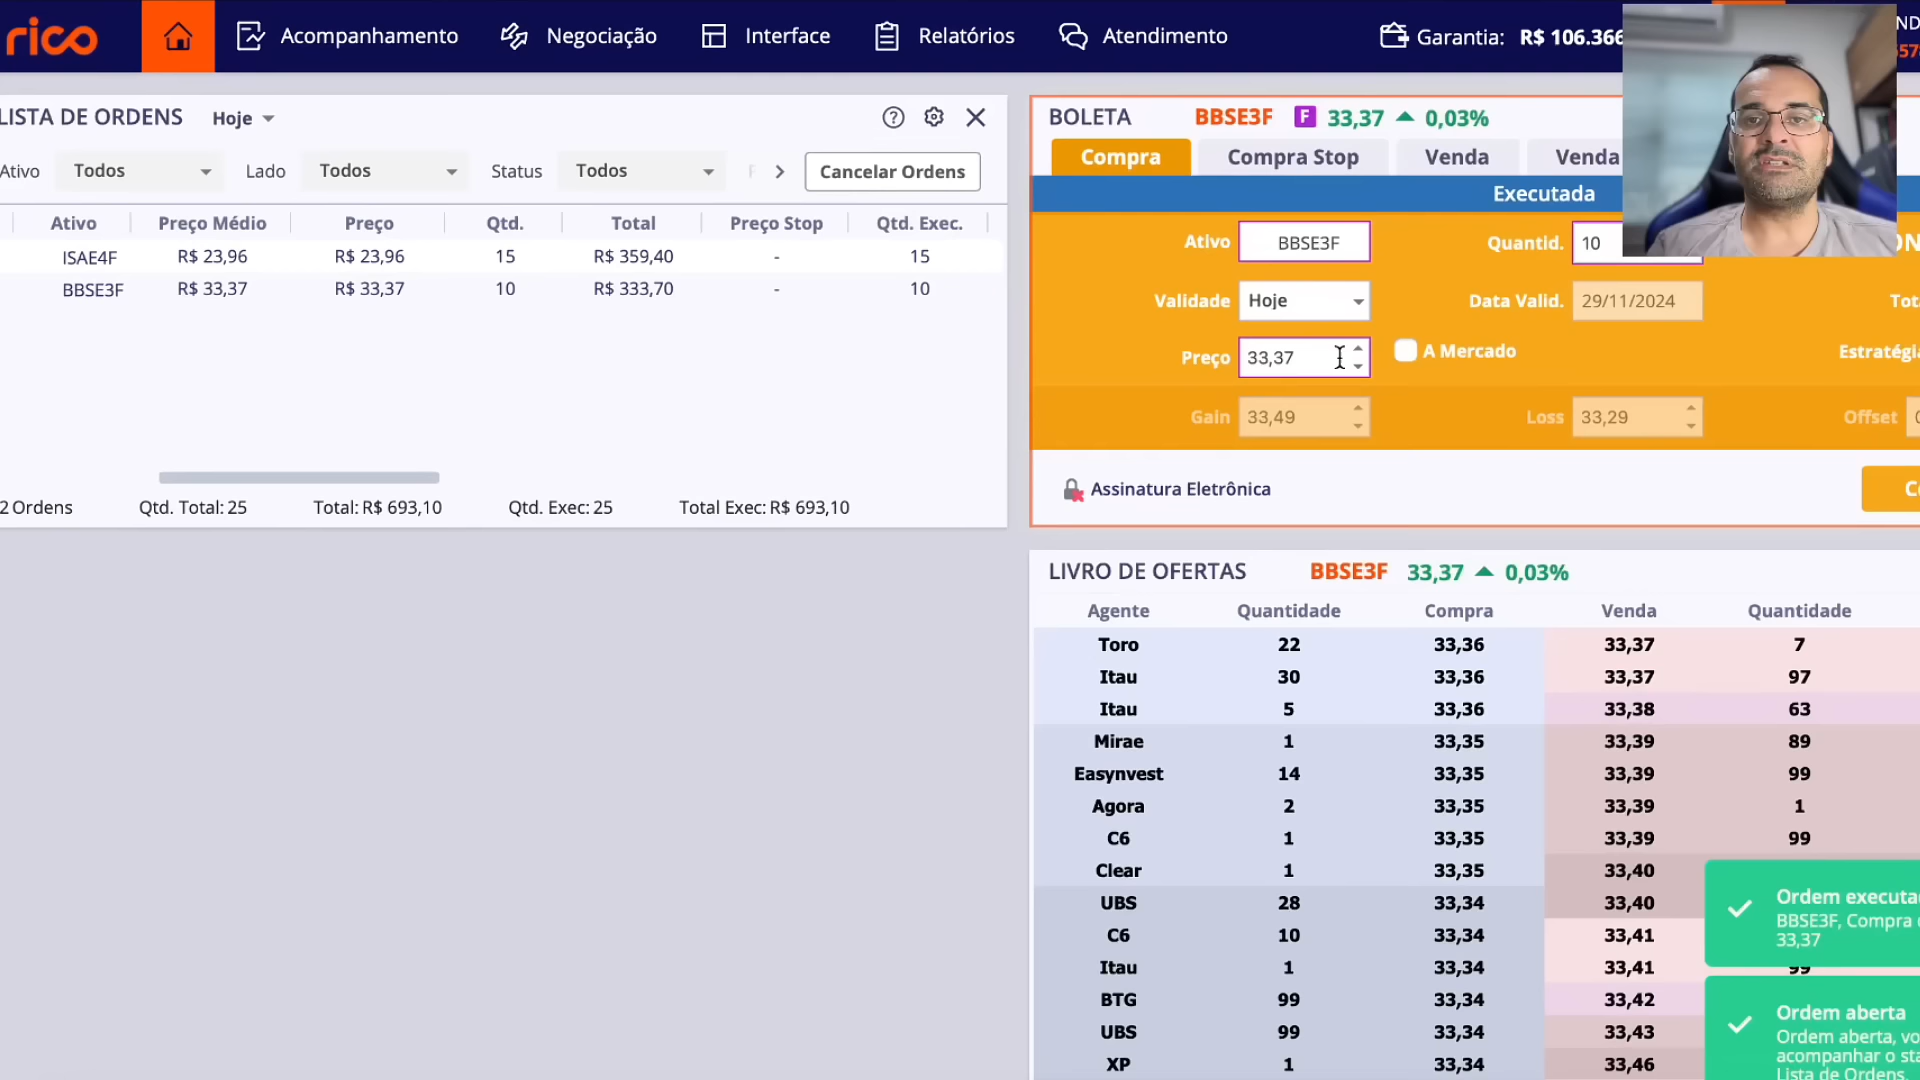 rico
Acompanhamento
Negociação
Interface
Relatórios
Atendimento
Garantia: R$ 106.366
LISTA DE ORDENS Hoje
Ativo Todos Lado Todos Status Todos Cancelar Ordens
Ativo Preço Médio Preço Qtd. Total Preço Stop Qtd. Exec.
ISAE4F R$ 23,96 R$ 23,96 15 R$ 359,40 - 15
BBSE3F R$ 33,37 R$ 33,37 10 R$ 333,70 - 10
2 Ordens Qtd. Total: 25 Total: R$ 693,10 Qtd. Exec: 25 Total Exec: R$ 693,10
BOLETA BBSE3F F 33,37 0,03%
Compra Compra Stop Venda Venda
Executada
Ativo BBSE3F Quantid. 10
Validade Hoje Data Valid. 29/11/2024
Preço 33,37 A Mercado
Gain 33,49 Loss 33,29 Offset
Assinatura Eletrônica
LIVRO DE OFERTAS BBSE3F 33,37 0,03%
Agente Quantidade Compra Venda Quantidade
Toro 22 33,36 33,37 7
Itau 30 33,36 33,37 97
Itau 5 33,36 33,38 63
Mirae 1 33,35 33,39 89
Easynvest 14 33,35 33,39 99
Agora 2 33,35 33,39 1
C6 1 33,35 33,39 99
Clear 1 33,35 33,40
UBS 28 33,34 33,40
C6 10 33,34 33,41
Itau 1 33,34 33,41 99
BTG 99 33,34 33,42
UBS 99 33,34 33,43
XP 1 33,34 33,46
Ordem
BBSE3F, Compra
33,37
Ordem aberta
Ordem aberta,
acompanhar o
Lista de Ordens.